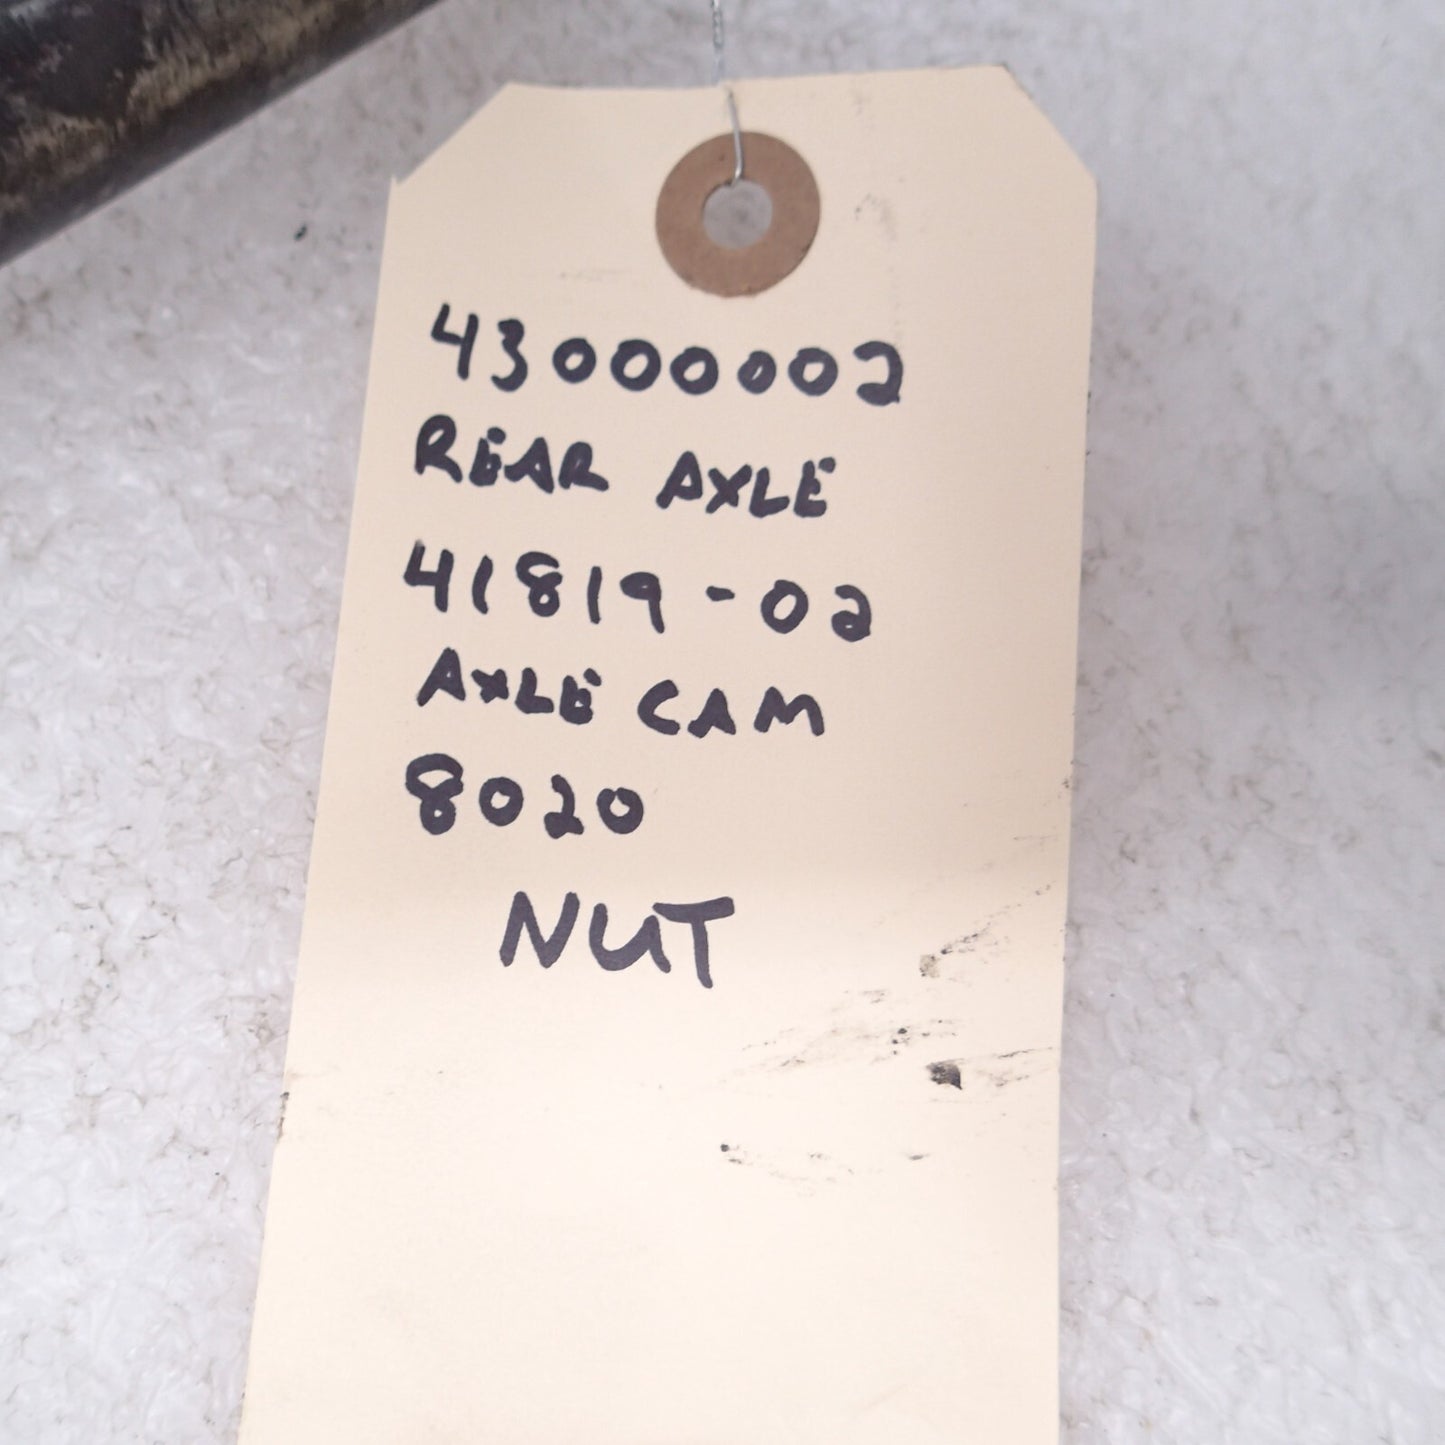 43000002
REAR AXLE
41819-02
AXLE CAM
8020
NUT